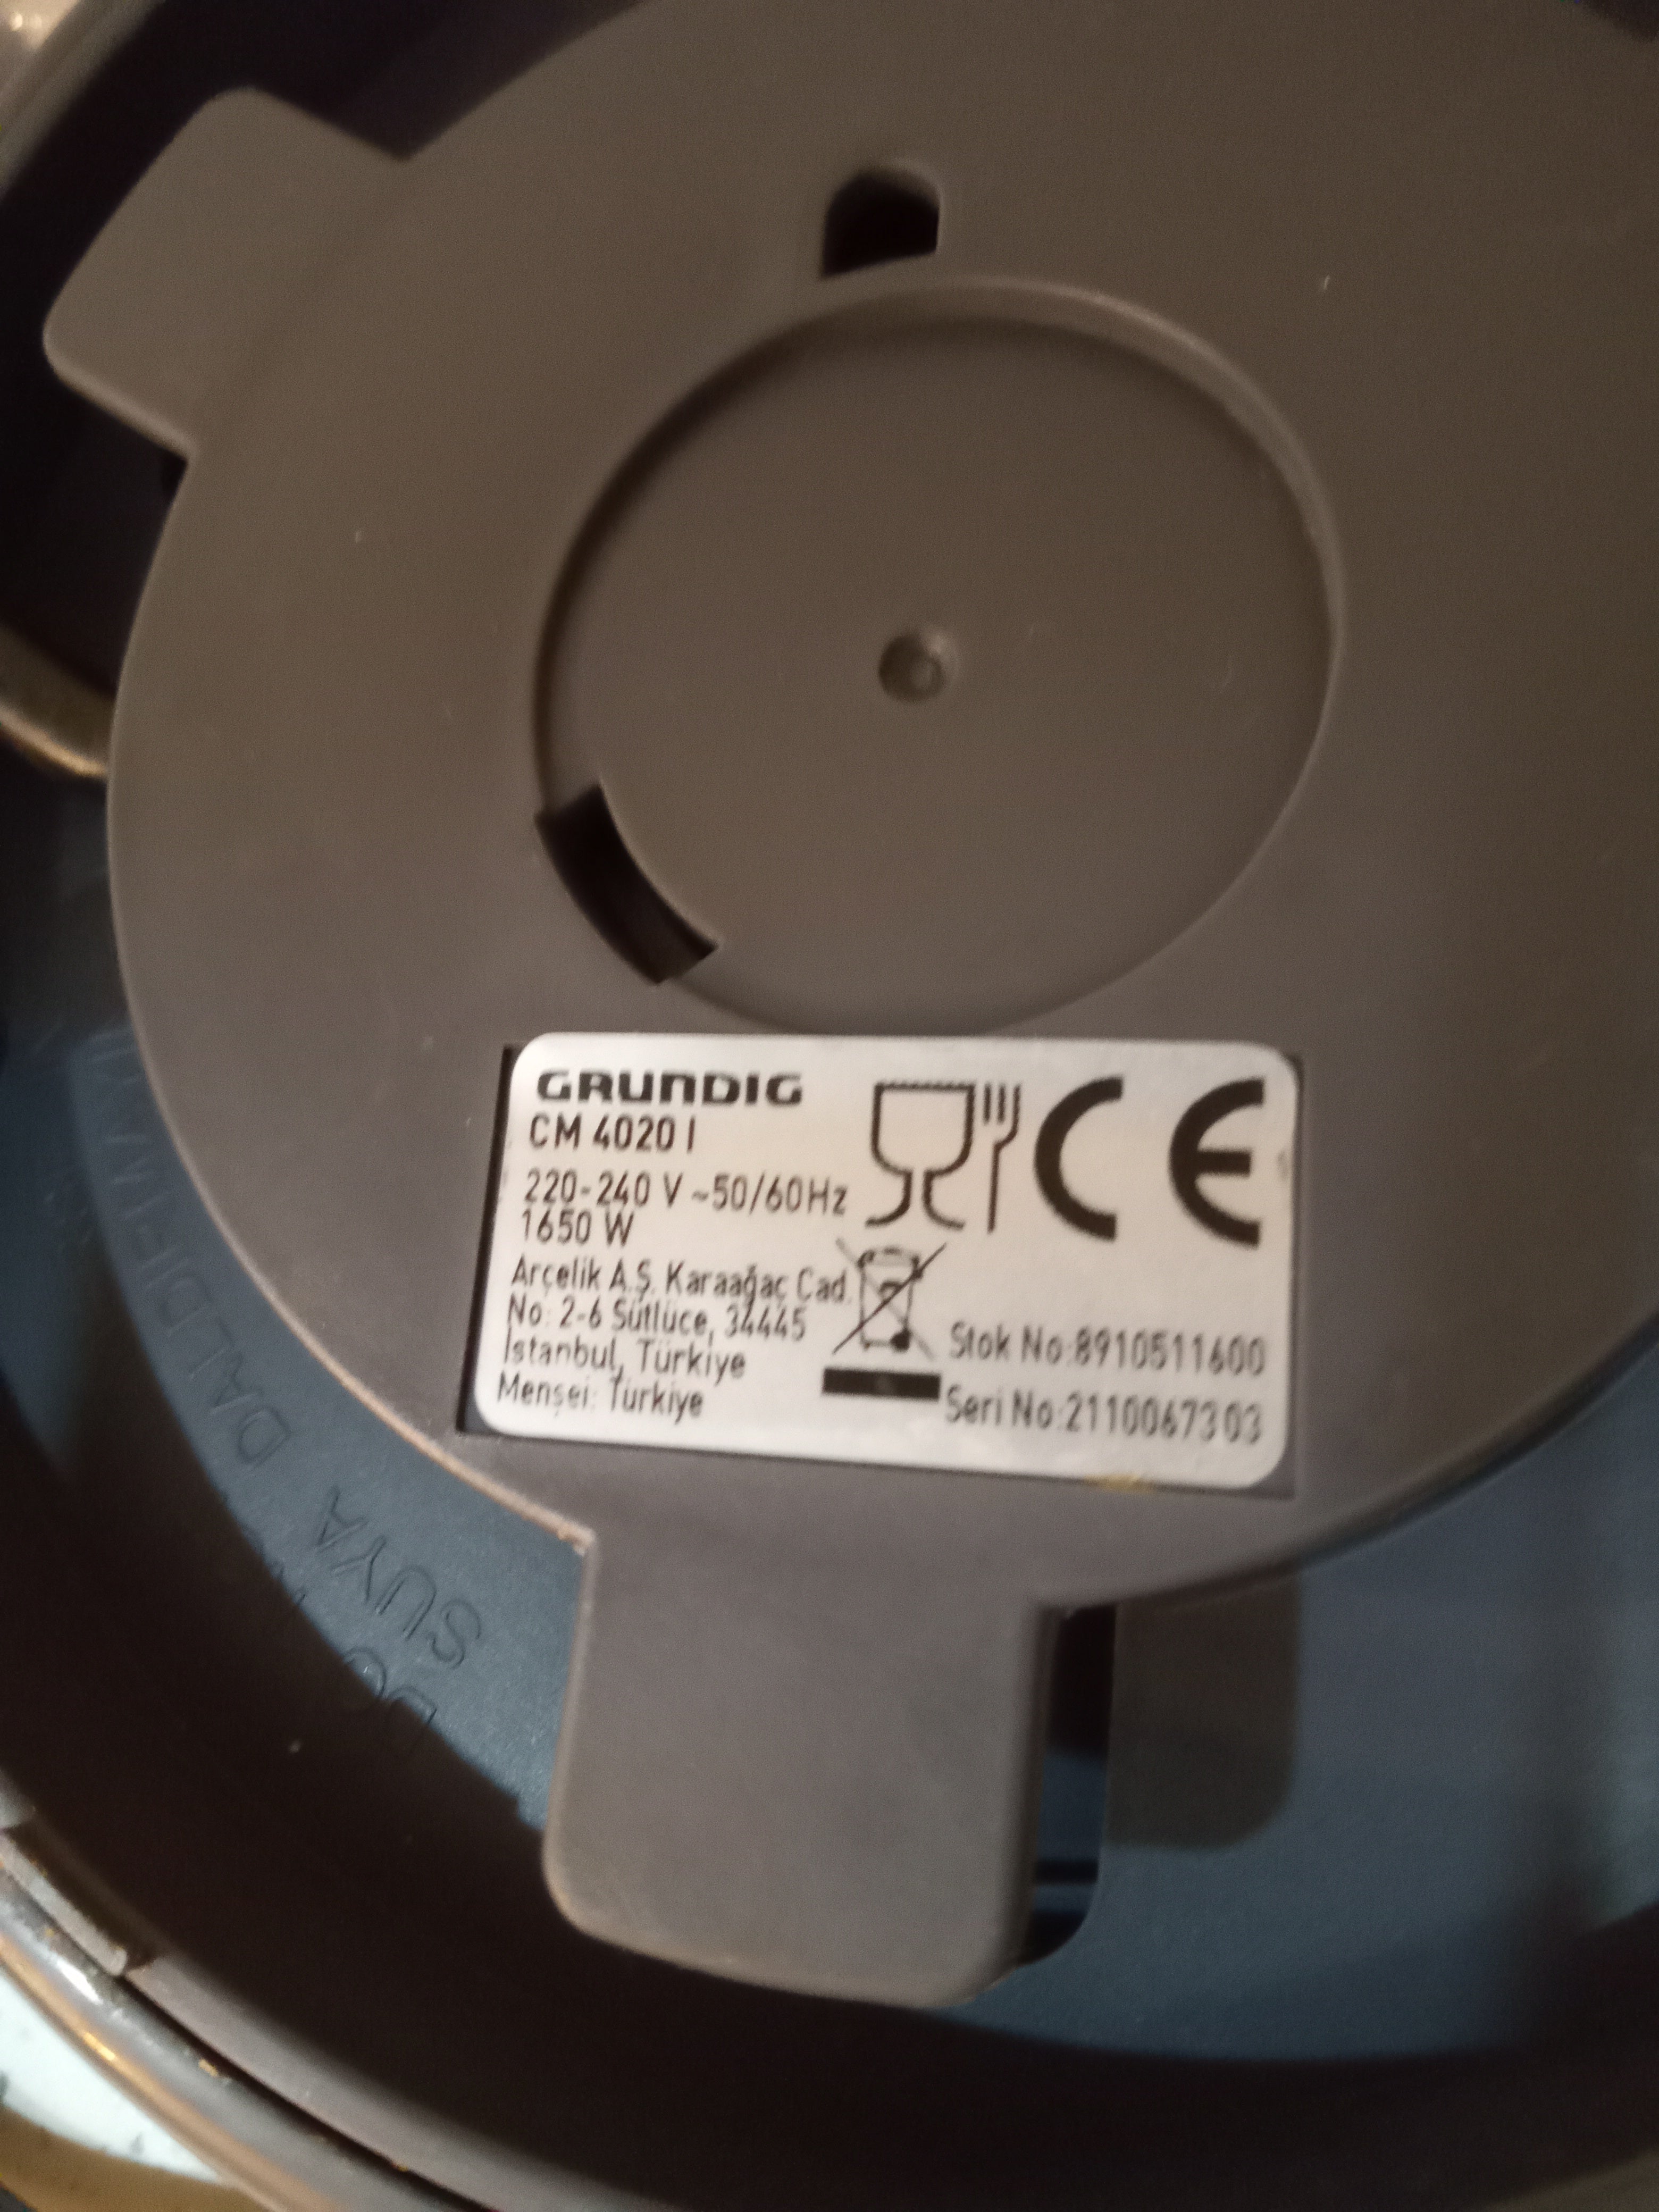 GRUNDIG
CM 4020 I
220-240 V ~50/60Hz
1650 W
Arçelik A.Ş. Karaağaç Cad.
No: 2-6 Sütlüce, 34445
İstanbul, Türkiye
Menşei: Türkiye
CE
Stok No:8910511600
Seri No:2110067303
SUYA DALDIRMAYIN